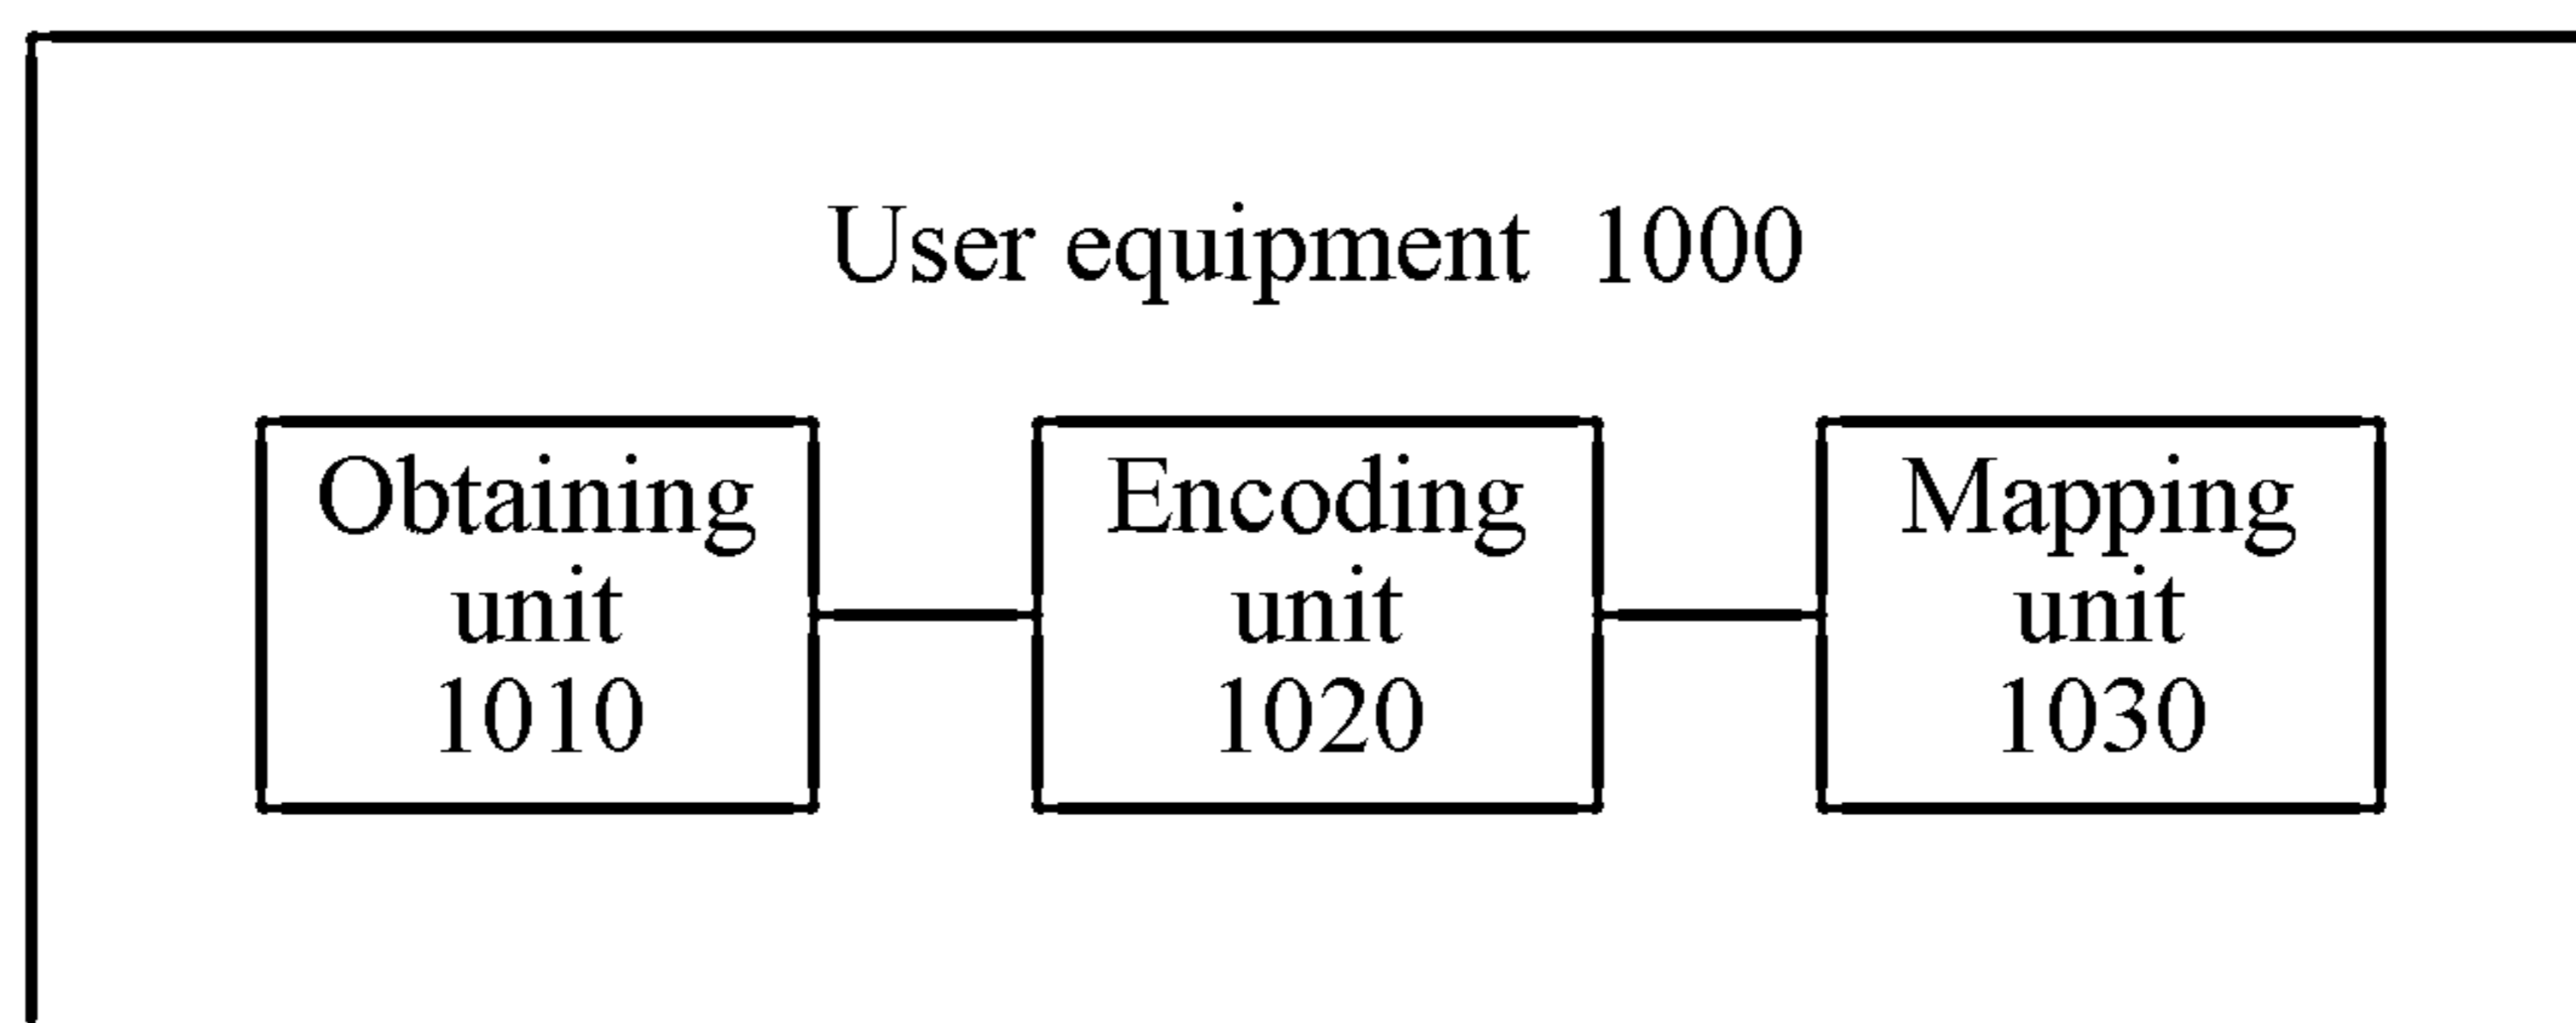 User equipment 1000
Obtaining
unit
1010
Encoding
unit
1020
Mapping
unit
1030